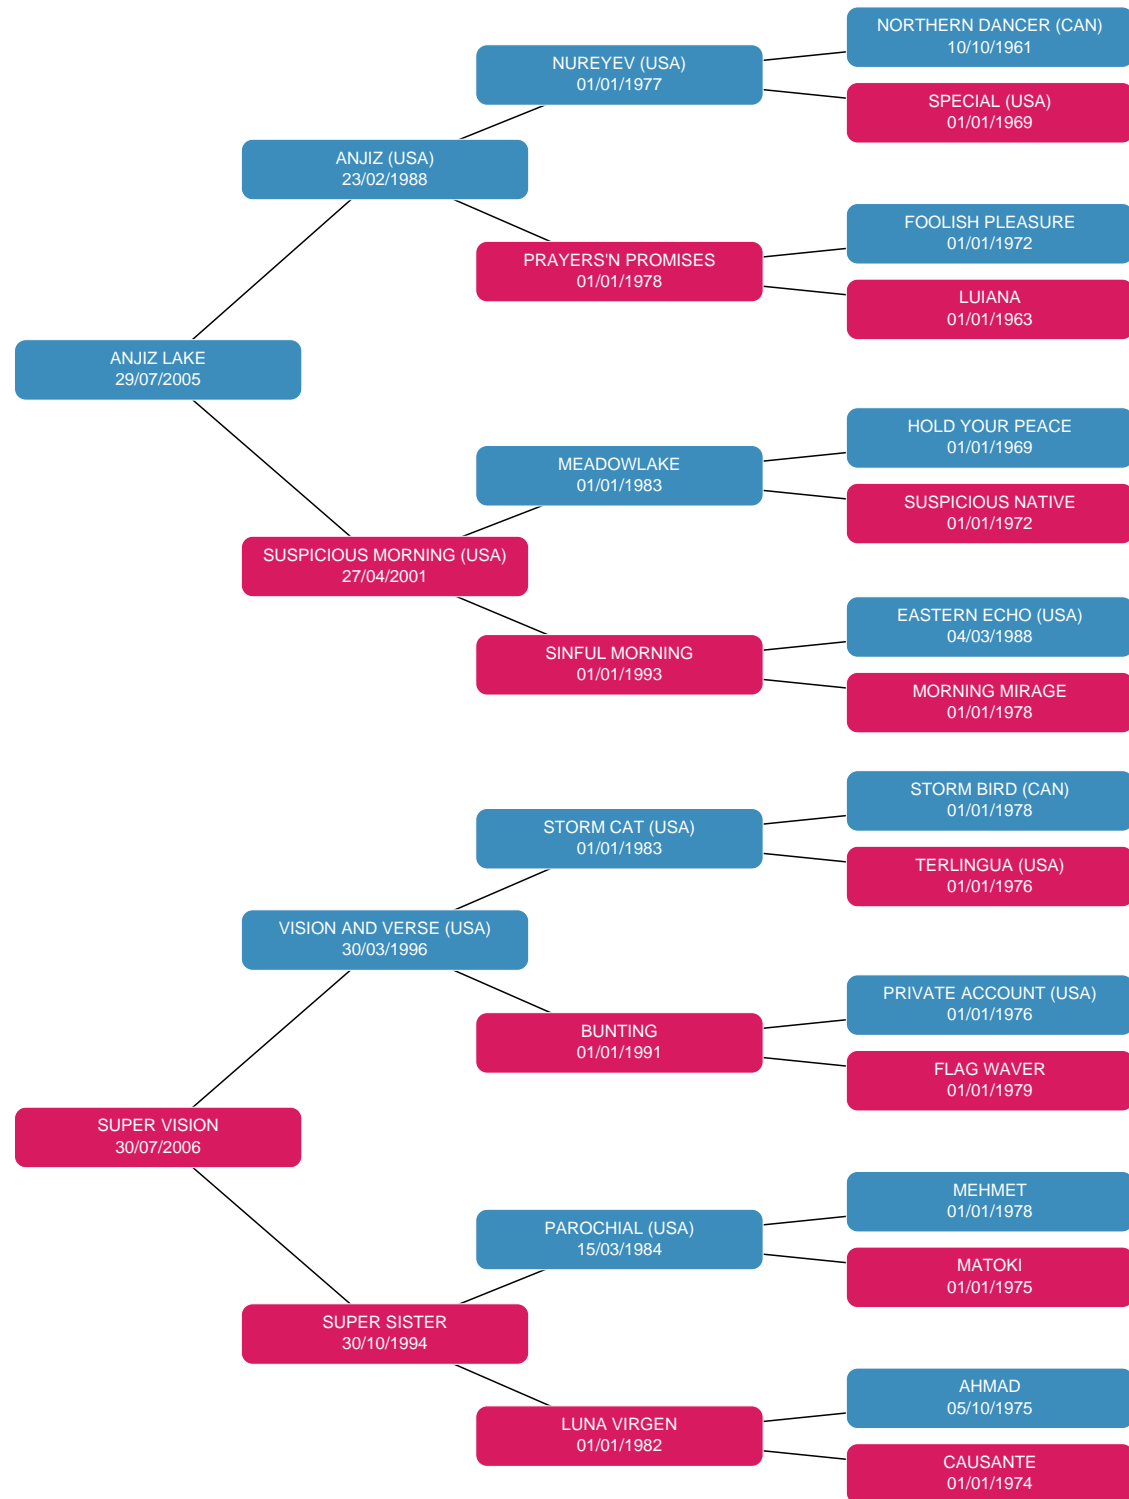 NORTHERN DANCER (CAN)
10/10/1961
NUREYEV (USA)
01/01/1977
SPECIAL (USA)
01/01/1969
ANJIZ (USA)
23/02/1988
FOOLISH PLEASURE
01/01/1972
PRAYERS'N PROMISES
01/01/1978
LUIANA
01/01/1963
ANJIZ LAKE
29/07/2005
HOLD YOUR PEACE
01/01/1969
MEADOWLAKE
01/01/1983
SUSPICIOUS NATIVE
01/01/1972
SUSPICIOUS MORNING (USA)
27/04/2001
EASTERN ECHO (USA)
04/03/1988
SINFUL MORNING
01/01/1993
MORNING MIRAGE
01/01/1978
STORM BIRD (CAN)
01/01/1978
STORM CAT (USA)
01/01/1983
TERLINGUA (USA)
01/01/1976
VISION AND VERSE (USA)
30/03/1996
PRIVATE ACCOUNT (USA)
01/01/1976
BUNTING
01/01/1991
FLAG WAVER
01/01/1979
SUPER VISION
30/07/2006
MEHMET
01/01/1978
PAROCHIAL (USA)
15/03/1984
MATOKI
01/01/1975
SUPER SISTER
30/10/1994
AHMAD
05/10/1975
LUNA VIRGEN
01/01/1982
CAUSANTE
01/01/1974